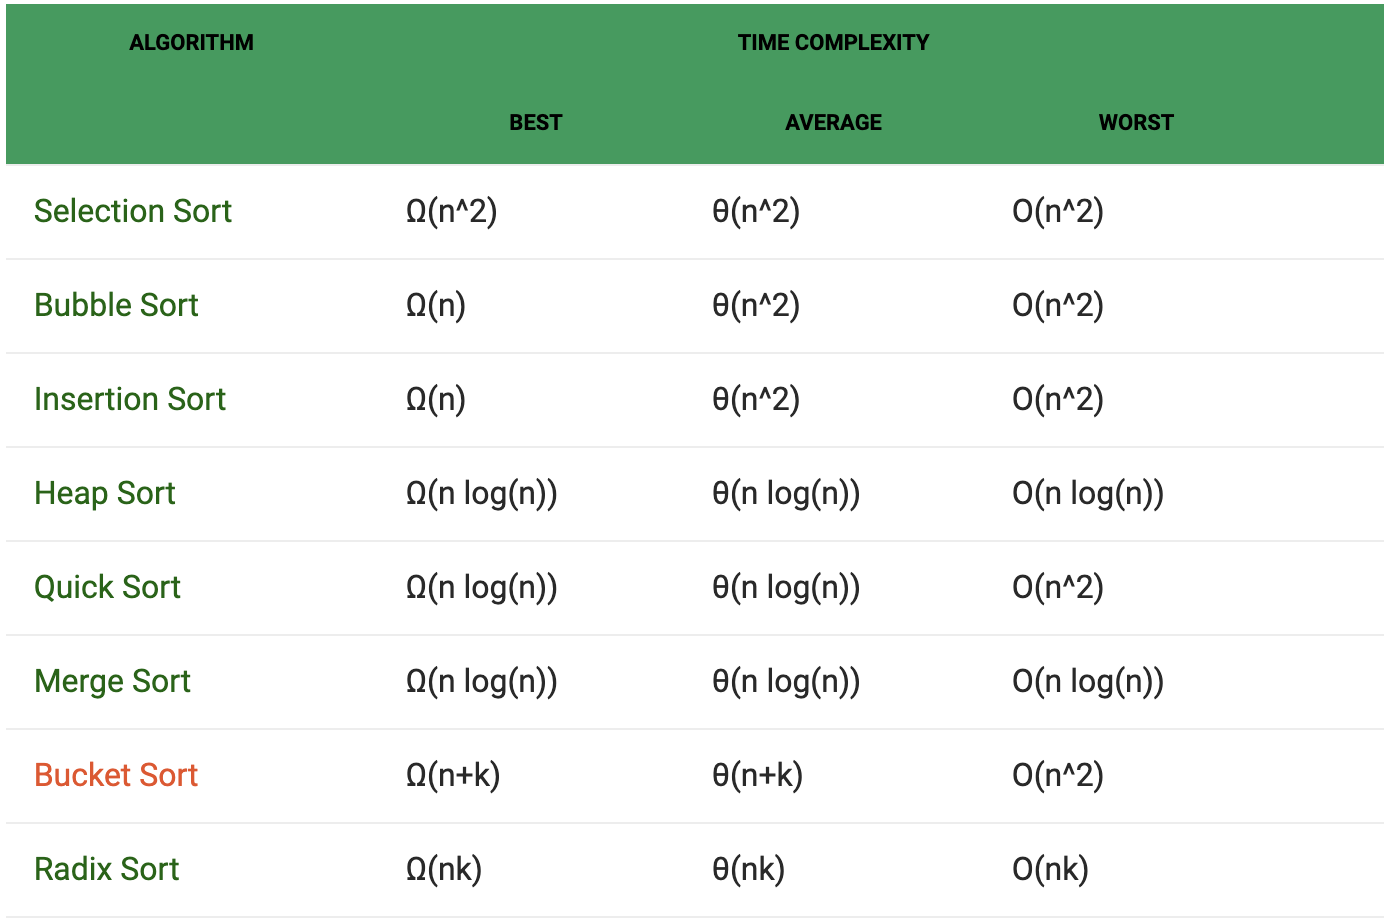 ALGORITHM TIME COMPLEXITY
BEST AVERAGE WORST
Selection Sort Ω(n^2) θ(n^2) O(n^2)
Bubble Sort Ω(n) θ(n^2) O(n^2)
Insertion Sort Ω(n) θ(n^2) O(n^2)
Heap Sort Ω(n log(n)) θ(n log(n)) O(n log(n))
Quick Sort Ω(n log(n)) θ(n log(n)) O(n^2)
Merge Sort Ω(n log(n)) θ(n log(n)) O(n log(n))
Bucket Sort Ω(n+k) θ(n+k) O(n^2)
Radix Sort Ω(nk) θ(nk) O(nk)